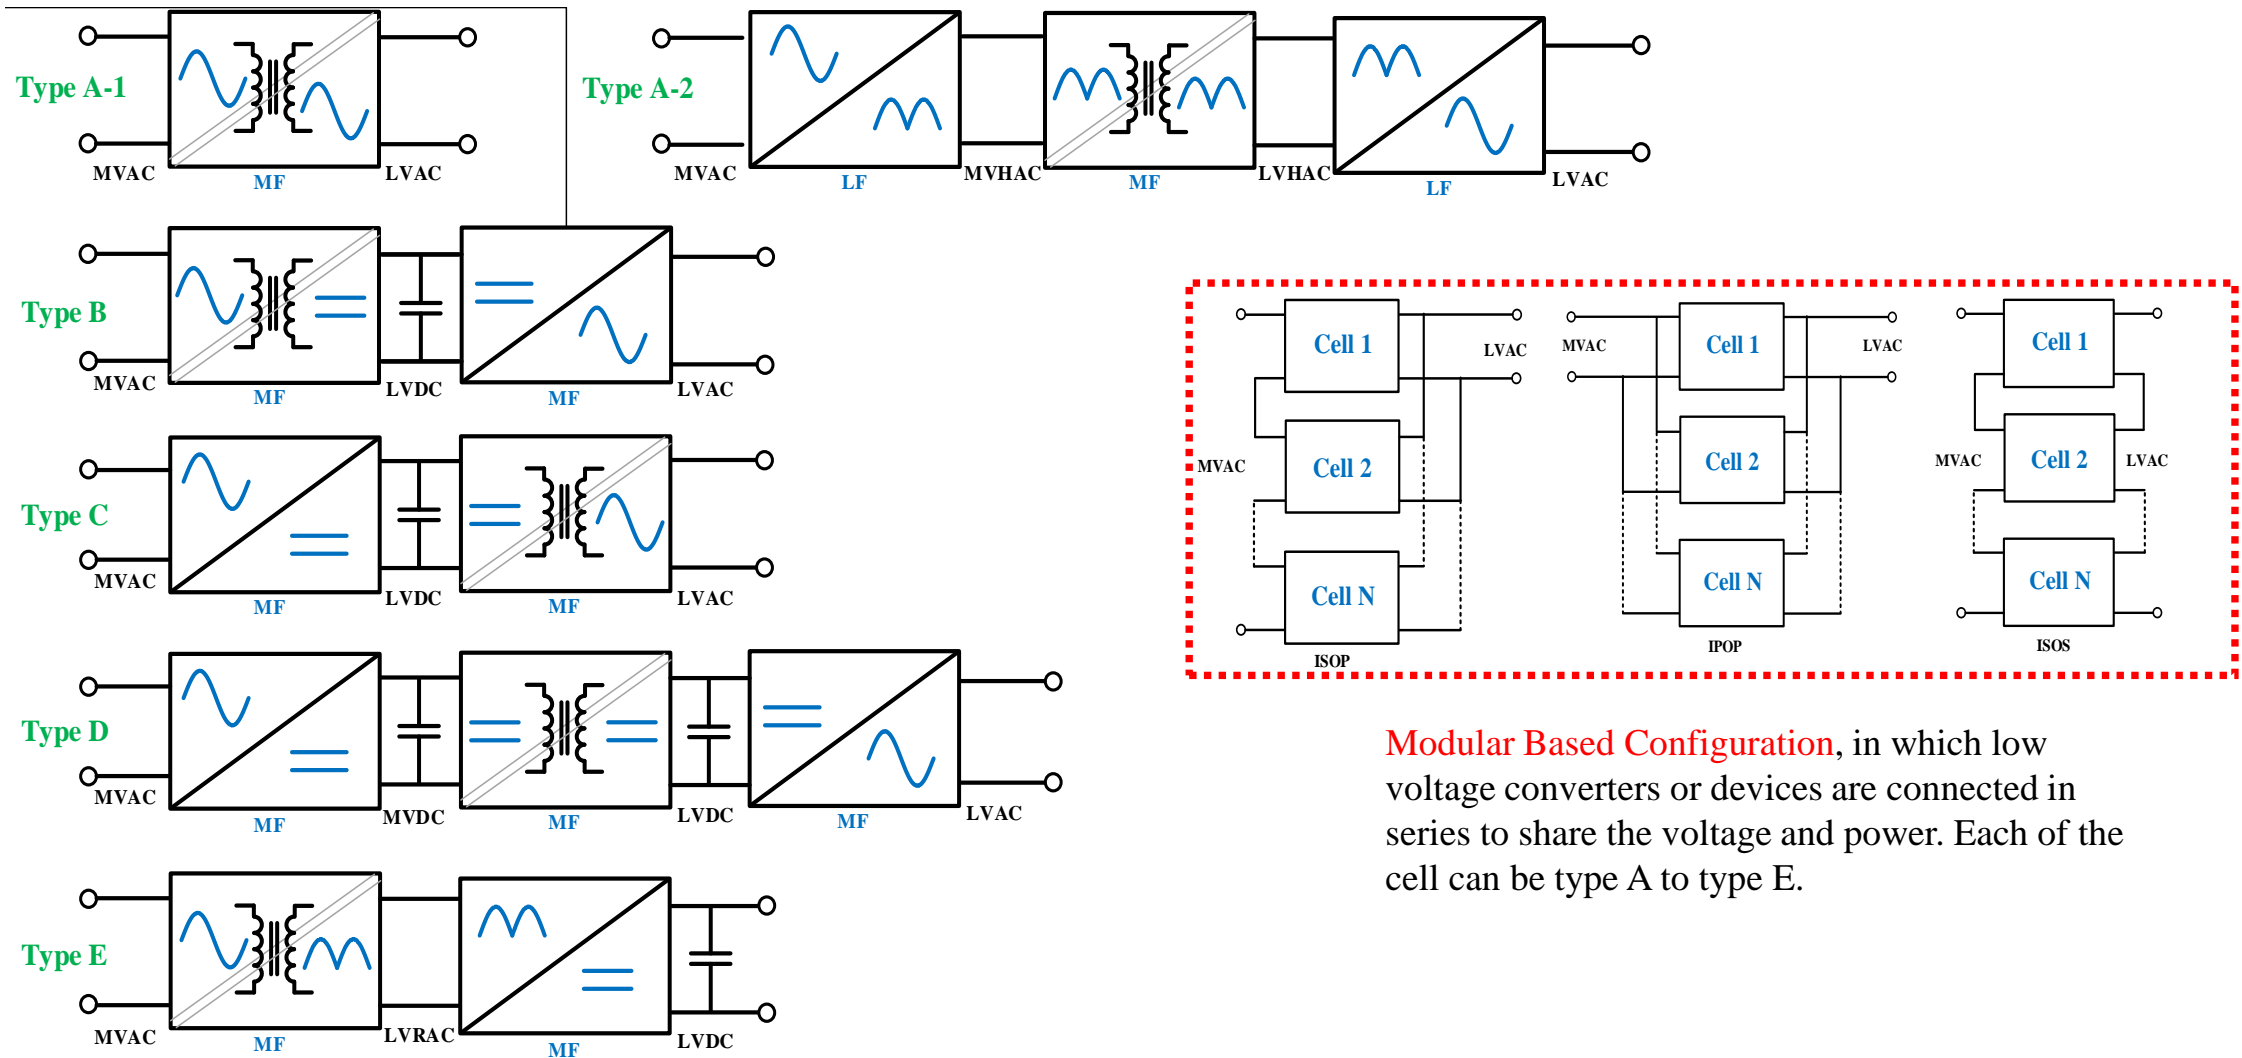 Type A-1
MVAC
MF
LVAC
Type A-2
MVAC
LF
MVHAC
MF
LVHAC
LF
LVAC
Type B
MVAC
MF
LVDC
MF
LVAC
Type C
MVAC
MF
LVDC
MF
LVAC
Type D
MVAC
MF
MVDC
MF
LVDC
MF
LVAC
Type E
MVAC
MF
LVRAC
MF
LVDC
Cell 1
LVAC
MVAC
Cell 2
Cell N
ISOP
MVAC
Cell 1
LVAC
Cell 2
Cell N
IPOP
Cell 1
MVAC
Cell 2
LVAC
Cell N
ISOS
Modular Based Configuration, in which low
voltage converters or devices are connected in
series to share the voltage and power. Each of the
cell can be type A to type E.